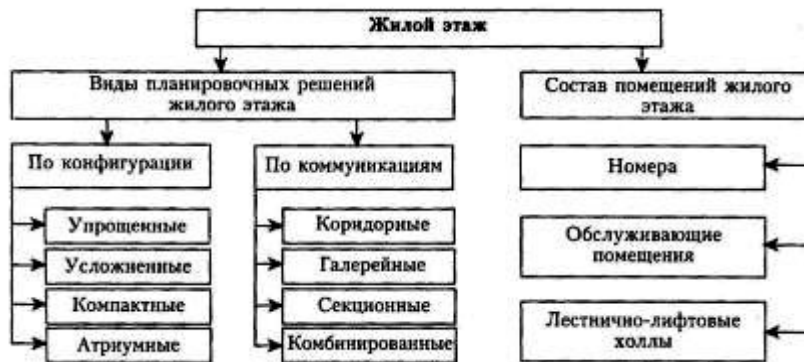 Жилой этаж
Виды планировочных решений
жилого этажа
Состав помещений жилого
этажа
По конфигурации
По коммуникациям
Номера
Упрощенные
Усложненные
Компактные
Атриумные
Коридорные
Галерейные
Секционные
Комбинированные
Обслуживающие
помещения
Лестнично-лифтовые
холлы